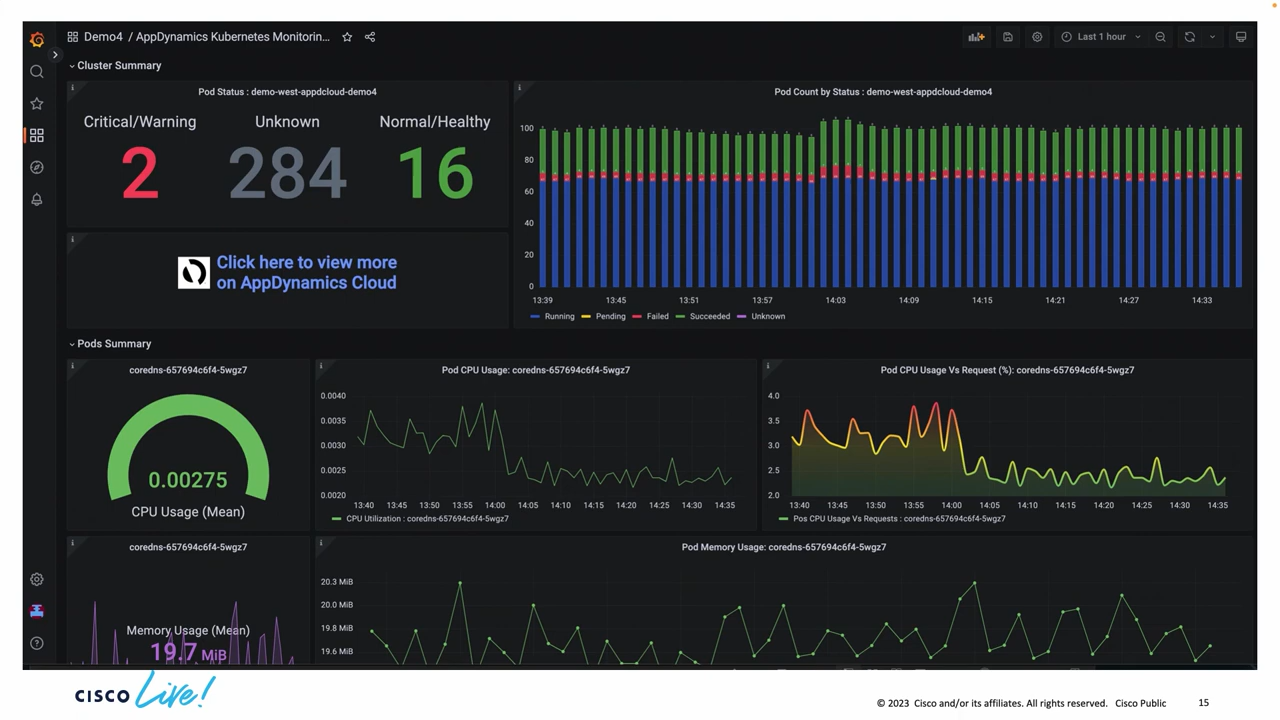 Demo4 / AppDynamics Kubernetes Monitorin...
Last 1 hour
Cluster Summary
Pod Status : demo-west-appdcloud-demo4
Critical/Warning
Unknown
Normal/Healthy
2
284
16
Click here to view more
on AppDynamics Cloud
Pod Count by Status : demo-west-appdcloud-demo4
100
80
60
40
20
0
13:39 13:45 13:51 13:57 14:03 14:09 14:15 14:21 14:27 14:33
Running Pending Failed Succeeded Unknown
Pods Summary
coredns-657694c6f4-5wgz7
0.00275
CPU Usage (Mean)
Pod CPU Usage: coredns-657694c6f4-5wgz7
0.0040
0.0035
0.0030
0.0025
0.0020
13:40 13:45 13:50 13:55 14:00 14:05 14:10 14:15 14:20 14:25 14:30 14:35
CPU Utilization : coredns-657694c6f4-5wgz7
Pod CPU Usage Vs Request (%): coredns-657694c6f4-5wgz7
4.0
3.5
3.0
2.5
2.0
13:40 13:45 13:50 13:55 14:00 14:05 14:10 14:15 14:20 14:25 14:30 14:35
Pos CPU Usage Vs Requests : coredns-657694c6f4-5wgz7
coredns-657694c6f4-5wgz7
Memory Usage (Mean)
19.7 MiB
Pod Memory Usage: coredns-657694c6f4-5wgz7
20.3 MiB
20.0 MiB
19.8 MiB
19.6 MiB
CISCO Live!
© 2023 Cisco and/or its affiliates. All rights reserved. Cisco Public
15